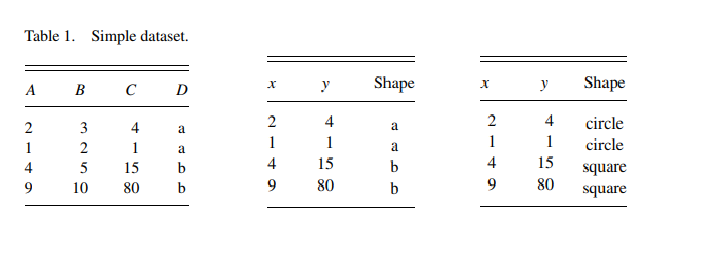 Table 1. Simple dataset.
A B C D
2 3 4 a
1 2 1 a
4 5 15 b
9 10 80 b
x y Shape
2 4 a
1 1 a
4 15 b
9 80 b
x y Shape
2 4 circle
1 1 circle
4 15 square
9 80 square